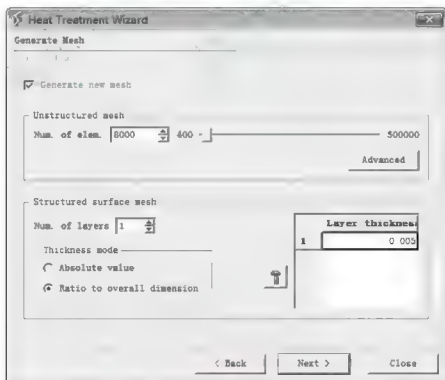 Heat Treatment Wizard
Generate Mesh
Generate new mesh
Unstructured mesh
Num. of elem. 8000 400 500000
Advanced
Structured surface mesh
Num. of layers 1
Layer thicknes
1 0 005
Thickness mode
Absolute value
Ratio to overall dimension
< Back Next > Close